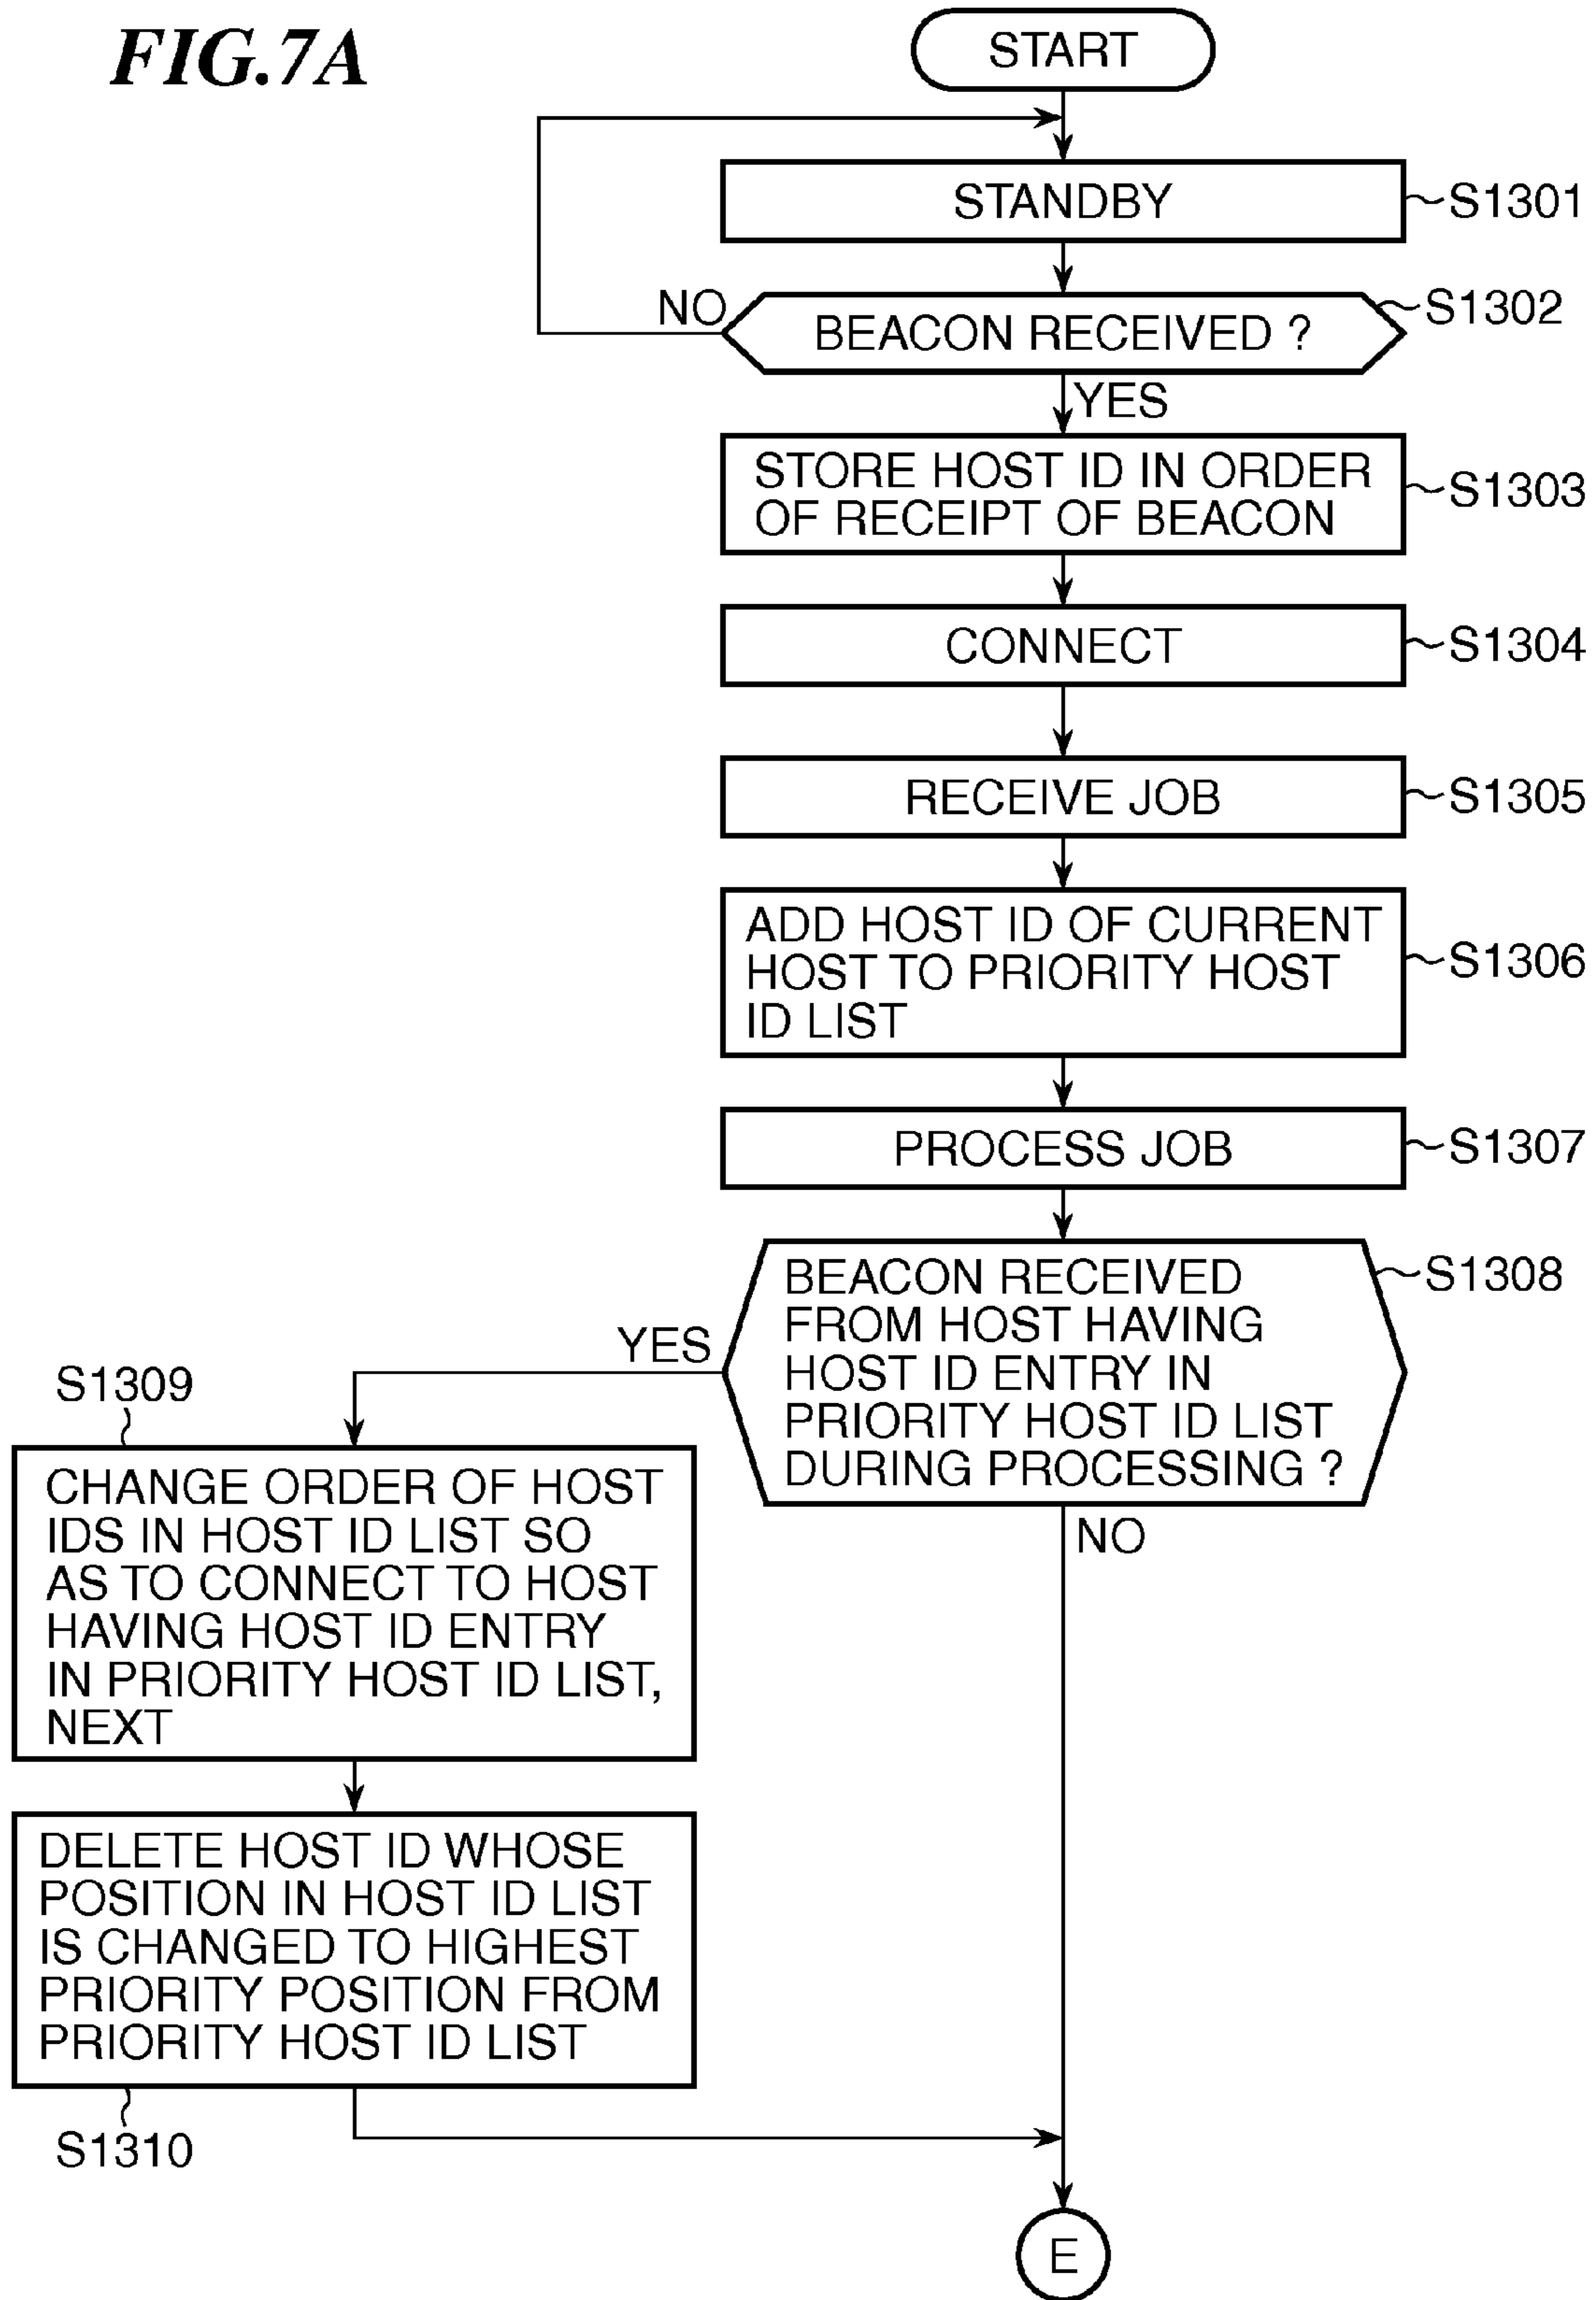 FIG.7A
START
STANDBY
S1301
NO
BEACON RECEIVED ?
S1302
YES
STORE HOST ID IN ORDER
OF RECEIPT OF BEACON
S1303
CONNECT
S1304
RECEIVE JOB
S1305
ADD HOST ID OF CURRENT
HOST TO PRIORITY HOST
ID LIST
S1306
PROCESS JOB
S1307
BEACON RECEIVED
FROM HOST HAVING
HOST ID ENTRY IN
PRIORITY HOST ID LIST
DURING PROCESSING ?
S1308
YES
NO
S1309
CHANGE ORDER OF HOST
IDS IN HOST ID LIST SO
AS TO CONNECT TO HOST
HAVING HOST ID ENTRY
IN PRIORITY HOST ID LIST,
NEXT
DELETE HOST ID WHOSE
POSITION IN HOST ID LIST
IS CHANGED TO HIGHEST
PRIORITY POSITION FROM
PRIORITY HOST ID LIST
S1310
E